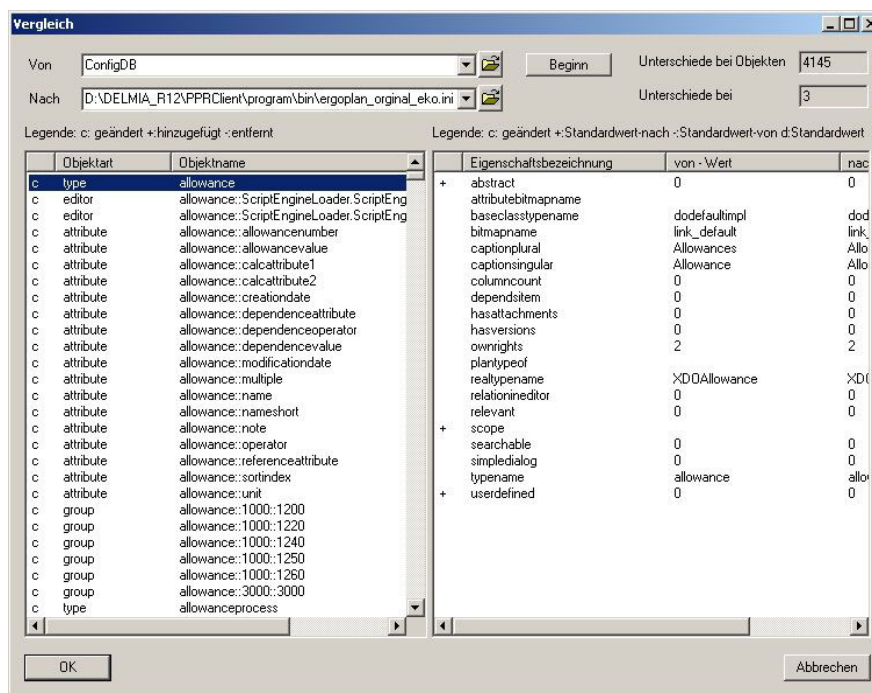 Vergleich
Von ConfigDB Beginn Unterschiede bei Objekten 4145
Nach D:\DELMIA_R12\PPRClient\program\bin\ergoplan_orginal_eko.ini Unterschiede bei 3
Legende: c: geändert +:hinzugefügt -:entfernt
Legende: c: geändert +:Standardwert-nach -:Standardwert-von d:Standardwert
Objektart Objektname
c type allowance
c editor allowance::ScriptEngineLoader.ScriptEng
c editor allowance::ScriptEngineLoader.ScriptEng
c attribute allowance::allowancenumber
c attribute allowance::allowancevalue
c attribute allowance::calcattribute1
c attribute allowance::calcattribute2
c attribute allowance::creationdate
c attribute allowance::dependenceattribute
c attribute allowance::dependenceoperator
c attribute allowance::dependencevalue
c attribute allowance::modificationdate
c attribute allowance::multiple
c attribute allowance::name
c attribute allowance::nameshort
c attribute allowance::note
c attribute allowance::operator
c attribute allowance::referenceattribute
c attribute allowance::sortindex
c attribute allowance::unit
c group allowance::1000::1200
c group allowance::1000::1220
c group allowance::1000::1240
c group allowance::1000::1250
c group allowance::1000::1260
c group allowance::3000::3000
c type allowanceprocess
Eigenschaftsbezeichnung von - Wert nac
+ abstract 0 0
attributebitmapname
baseclasstypename dodefaultimpl dod
bitmapname link_default link_
captionplural Allowances Allo
captionsingular Allowance Allo
columncount 0 0
dependsitem 0 0
hasattachments 0 0
hasversions 0 0
ownrights 2 2
plantypeof
realtypename XDOAllowance XDO
relationineditor 0 0
relevant 0 0
+ scope
searchable 0 0
simpledialog 0 0
typename allowance allo
+ userdefined 0 0
OK Abbrechen